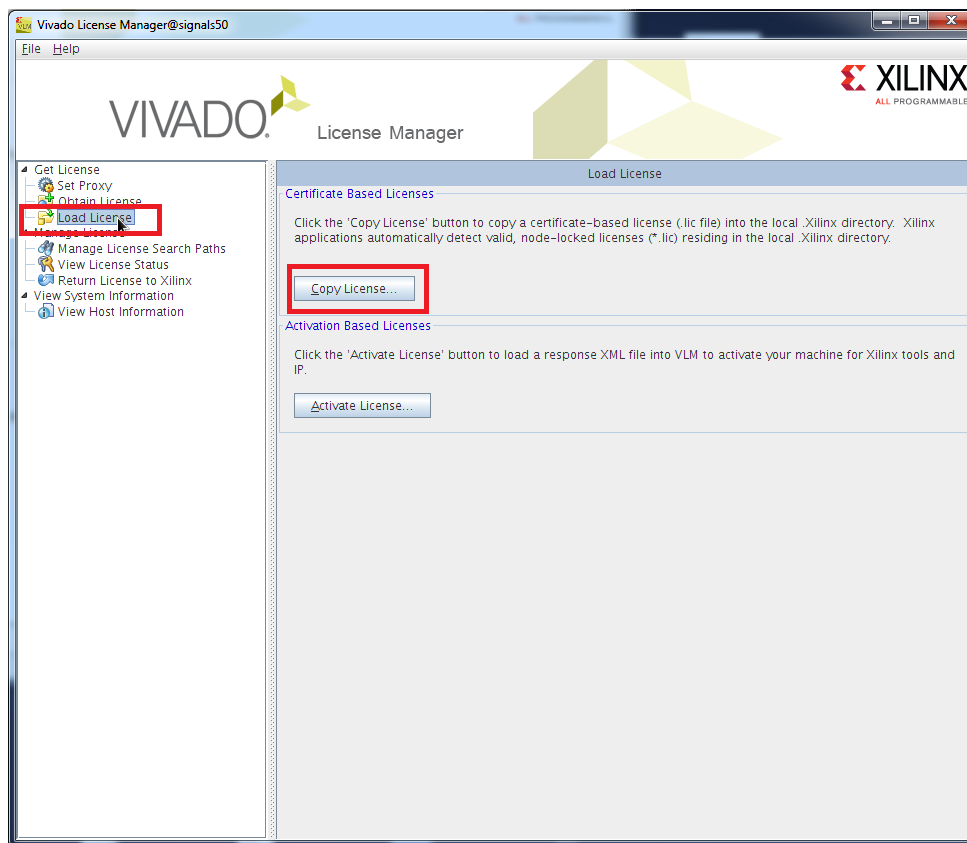 Vivado License Manager@signals50
File Help
VIVADO.
License Manager
XILINX
ALL PROGRAMMABLE
Get License
Set Proxy
Obtain License
Load License
Manage License
Manage License Search Paths
View License Status
Return License to Xilinx
View System Information
View Host Information
Load License
Certificate Based Licenses
Click the 'Copy License' button to copy a certificate-based license (.lic file) into the local .Xilinx directory. Xilinx
applications automatically detect valid, node-locked licenses (*.lic) residing in the local .Xilinx directory.
Copy License...
Activation Based Licenses
Click the 'Activate License' button to load a response XML file into VLM to activate your machine for Xilinx tools and
IP.
Activate License...